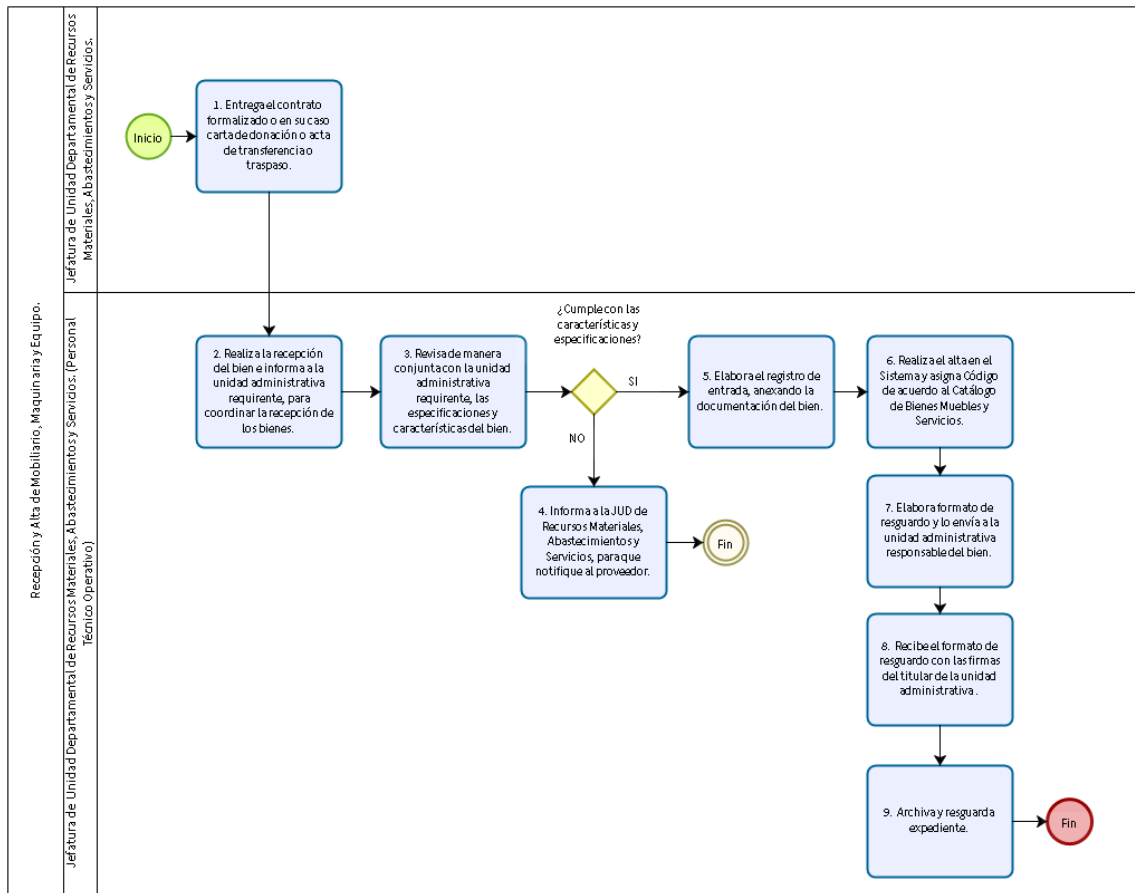 Recepción y Alta de Mobiliario, Maquinaria y Equipo.
Jefatura de Unidad Departamental de Recursos
Materiales, Abastecimientos y Servicios.
Inicio
1. Entrega el contrato
formalizado o en su caso
carta de donación o acta
de transferencia o
traspaso.
Jefatura de Unidad Departamental de Recursos Materiales, Abastecimientos y Servicios. (Personal
Técnico Operativo)
2. Realiza la recepción
del bien e informa a la
unidad administrativa
requirente, para
coordinar la recepción de
los bienes.
3. Revisa de manera
conjunta con la unidad
administrativa
requirente, las
especificaciones y
características del bien.
¿Cumple con las
características y
especificaciones?
SI
NO
4. Informa a la JUD de
Recursos Materiales,
Abastecimientos y
Servicios, para que
notifique al proveedor.
Fin
5. Elabora el registro de
entrada, anexando la
documentación del bien.
6. Realiza el alta en el
Sistema y asigna Código
de acuerdo al Catálogo de
Bienes Muebles y
Servicios.
7. Elabora formato de
resguardo y lo envía a la
unidad administrativa
responsable del bien.
8. Recibe el formato de
resguardo con las firmas
del titular de la unidad
administrativa.
9. Archiva y resguarda
expediente.
Fin